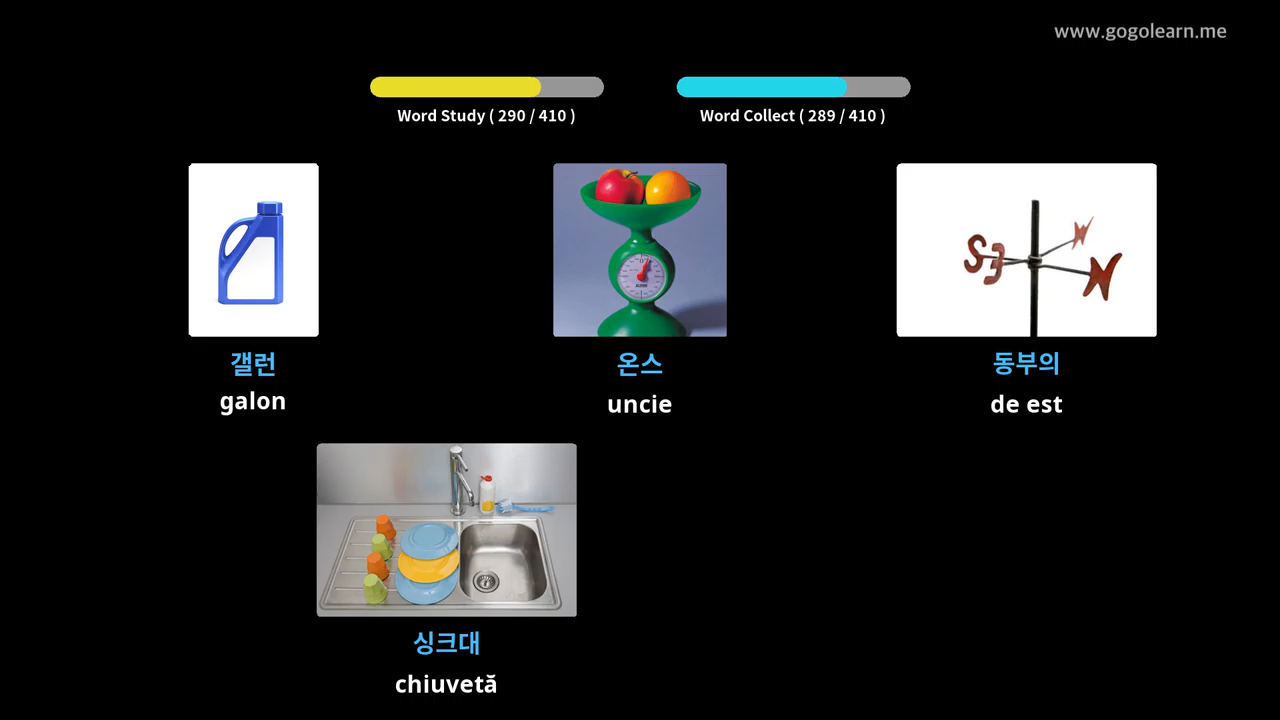 www.gogolearn.me
Word Study ( 290 / 410 )
Word Collect ( 289 / 410 )
갤런
galon
온스
uncie
S E N W
동부의
de est
싱크대
chiuvetă